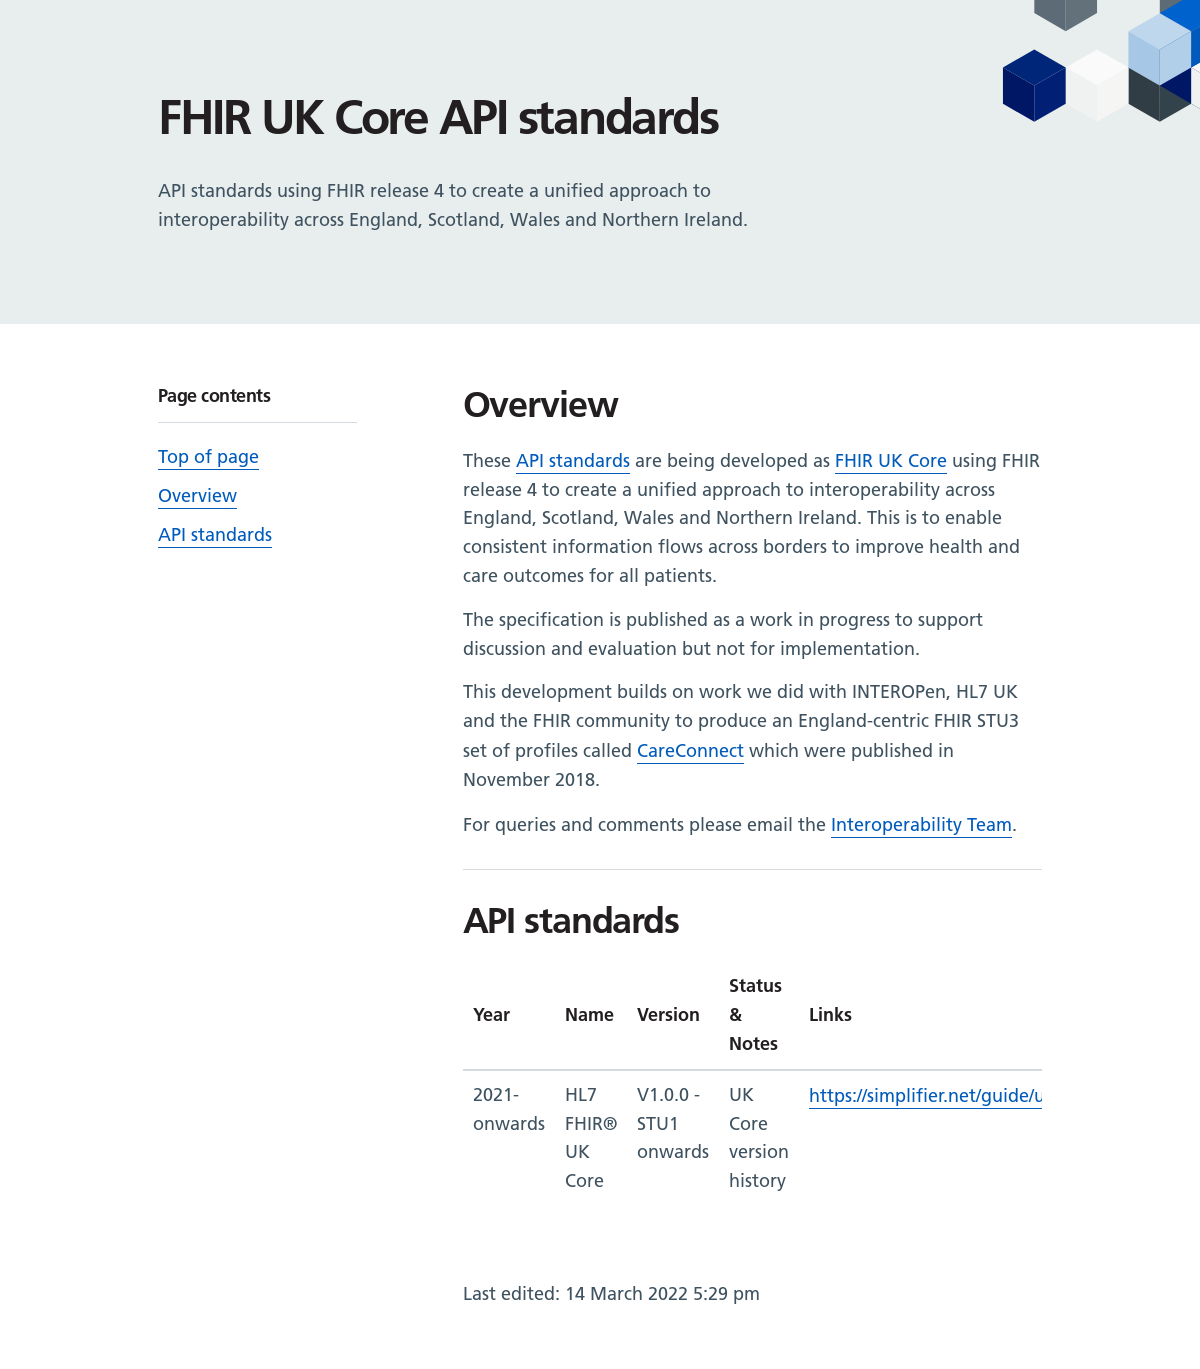 FHIR UK Core API standards
API standards using FHIR release 4 to create a unified approach to
interoperability across England, Scotland, Wales and Northern Ireland.
Page contents
Top of page
Overview
API standards
Overview
These API standards are being developed as FHIR UK Core using FHIR
release 4 to create a unified approach to interoperability across
England, Scotland, Wales and Northern Ireland. This is to enable
consistent information flows across borders to improve health and
care outcomes for all patients.
The specification is published as a work in progress to support
discussion and evaluation but not for implementation.
This development builds on work we did with INTEROPen, HL7 UK
and the FHIR community to produce an England-centric FHIR STU3
set of profiles called CareConnect which were published in
November 2018.
For queries and comments please email the Interoperability Team.
API standards
Status
Year Name Version & Links
Notes
2021- HL7 V1.0.0 - UK https://simplifier.net/guide/u
onwards FHIR® STU1 Core
UK onwards version
Core history
Last edited: 14 March 2022 5:29 pm